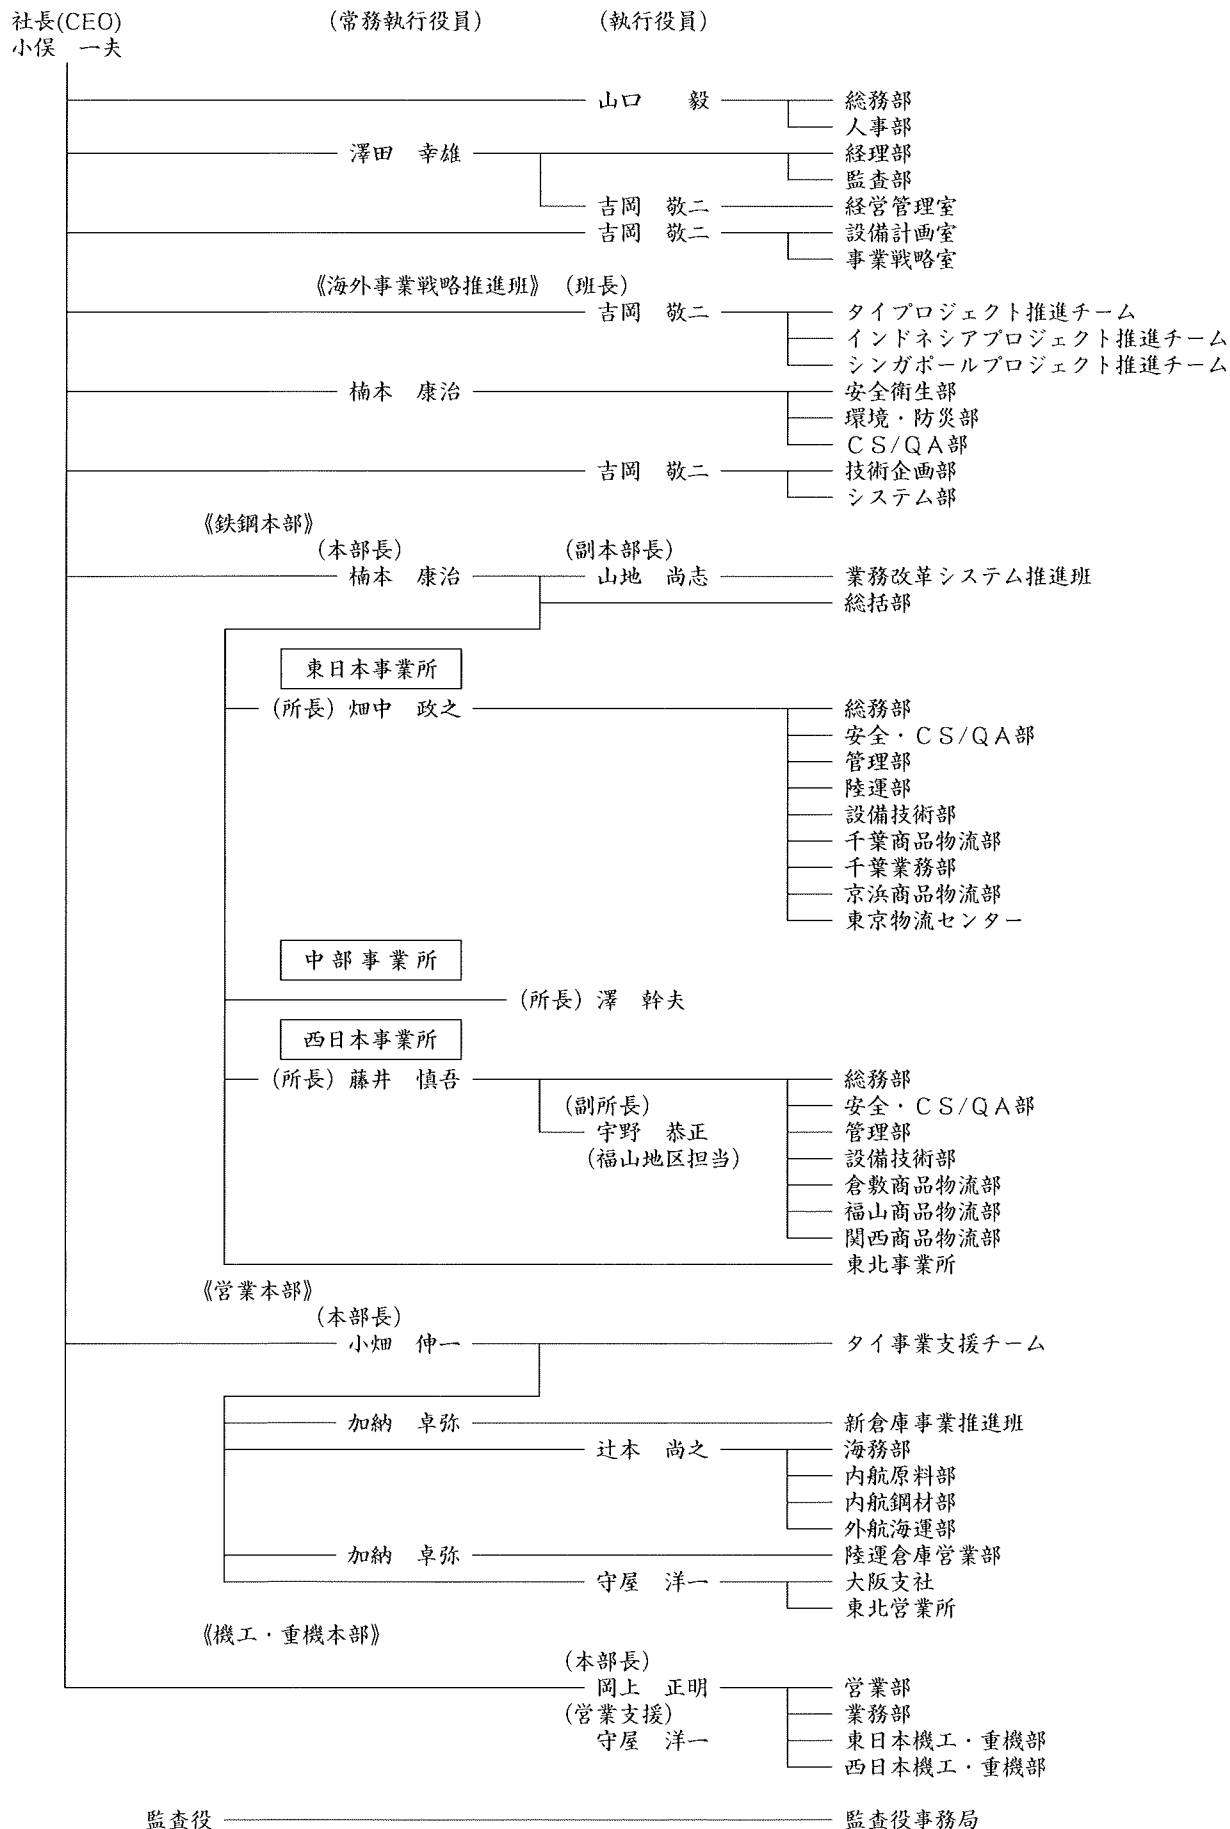 社長(CEO) (常務執行役員) (執行役員)
小俣 一夫
山口 毅 総務部
人事部
澤田 幸雄 経理部
監査部
吉岡 敬二 経営管理室
吉岡 敬二 設備計画室
事業戦略室
《海外事業戦略推進班》 (班長)
吉岡 敬二 タイプロジェクト推進チーム
インドネシアプロジェクト推進チーム
シンガポールプロジェクト推進チーム
楠本 康治 安全衛生部
環境・防災部
CS/QA部
吉岡 敬二 技術企画部
システム部
《鉄鋼本部》
(本部長) (副本部長)
楠本 康治 山地 尚志 業務改革システム推進班
総括部
東日本事業所
(所長) 畑中 政之 総務部
安全・CS/QA部
管理部
陸運部
設備技術部
千葉商品物流部
千葉業務部
京浜商品物流部
東京物流センター
中部事業所
(所長) 澤 幹夫
西日本事業所
(所長) 藤井 慎吾 総務部
(副所長) 安全・CS/QA部
宇野 恭正 管理部
(福山地区担当) 設備技術部
倉敷商品物流部
福山商品物流部
関西商品物流部
東北事業所
《営業本部》
(本部長)
小畑 伸一 タイ事業支援チーム
加納 卓弥 新倉庫事業推進班
辻本 尚之 海務部
内航原料部
内航鋼材部
外航海運部
加納 卓弥 陸運倉庫営業部
守屋 洋一 大阪支社
東北営業所
《機工・重機本部》
(本部長)
岡上 正明 営業部
(営業支援) 業務部
守屋 洋一 東日本機工・重機部
西日本機工・重機部
監査役 監査役事務局